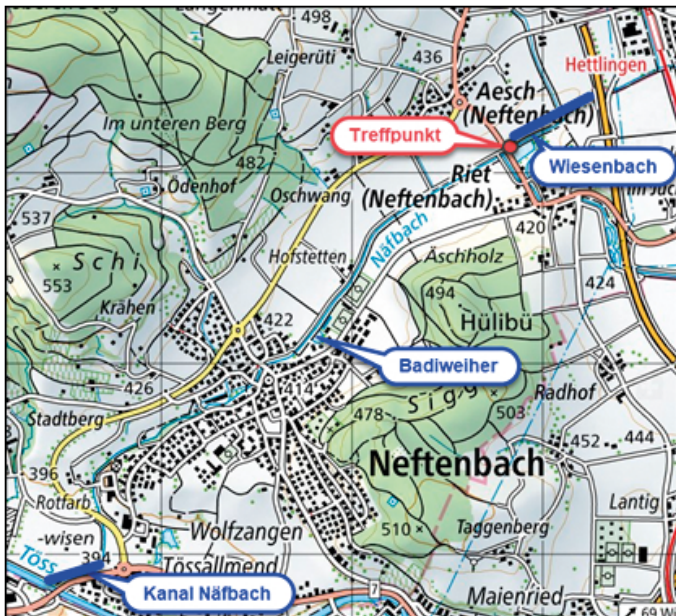 498
Leigerüti
436
Aesch
(Neftenbach)
Hettlingen
Im unteren Berg
Treffpunkt
482
Wiesenbach
Ödenhof
Oschwang
Riet
(Neftenbach)
537
420
Näfbach
Hofstetten
Äschholz
Schi
553
424
494
Krähen
422
Hülibü
Badiweiher
426
414
Radhof
Stadtberg
478
503
452
444
396
Neftenbach
Rotfarb
Lantig
-wisen
Wolfzangen
510
Taggenberg
Töss
394
Tössallmend
Kanal Näfbach
7
Maienried